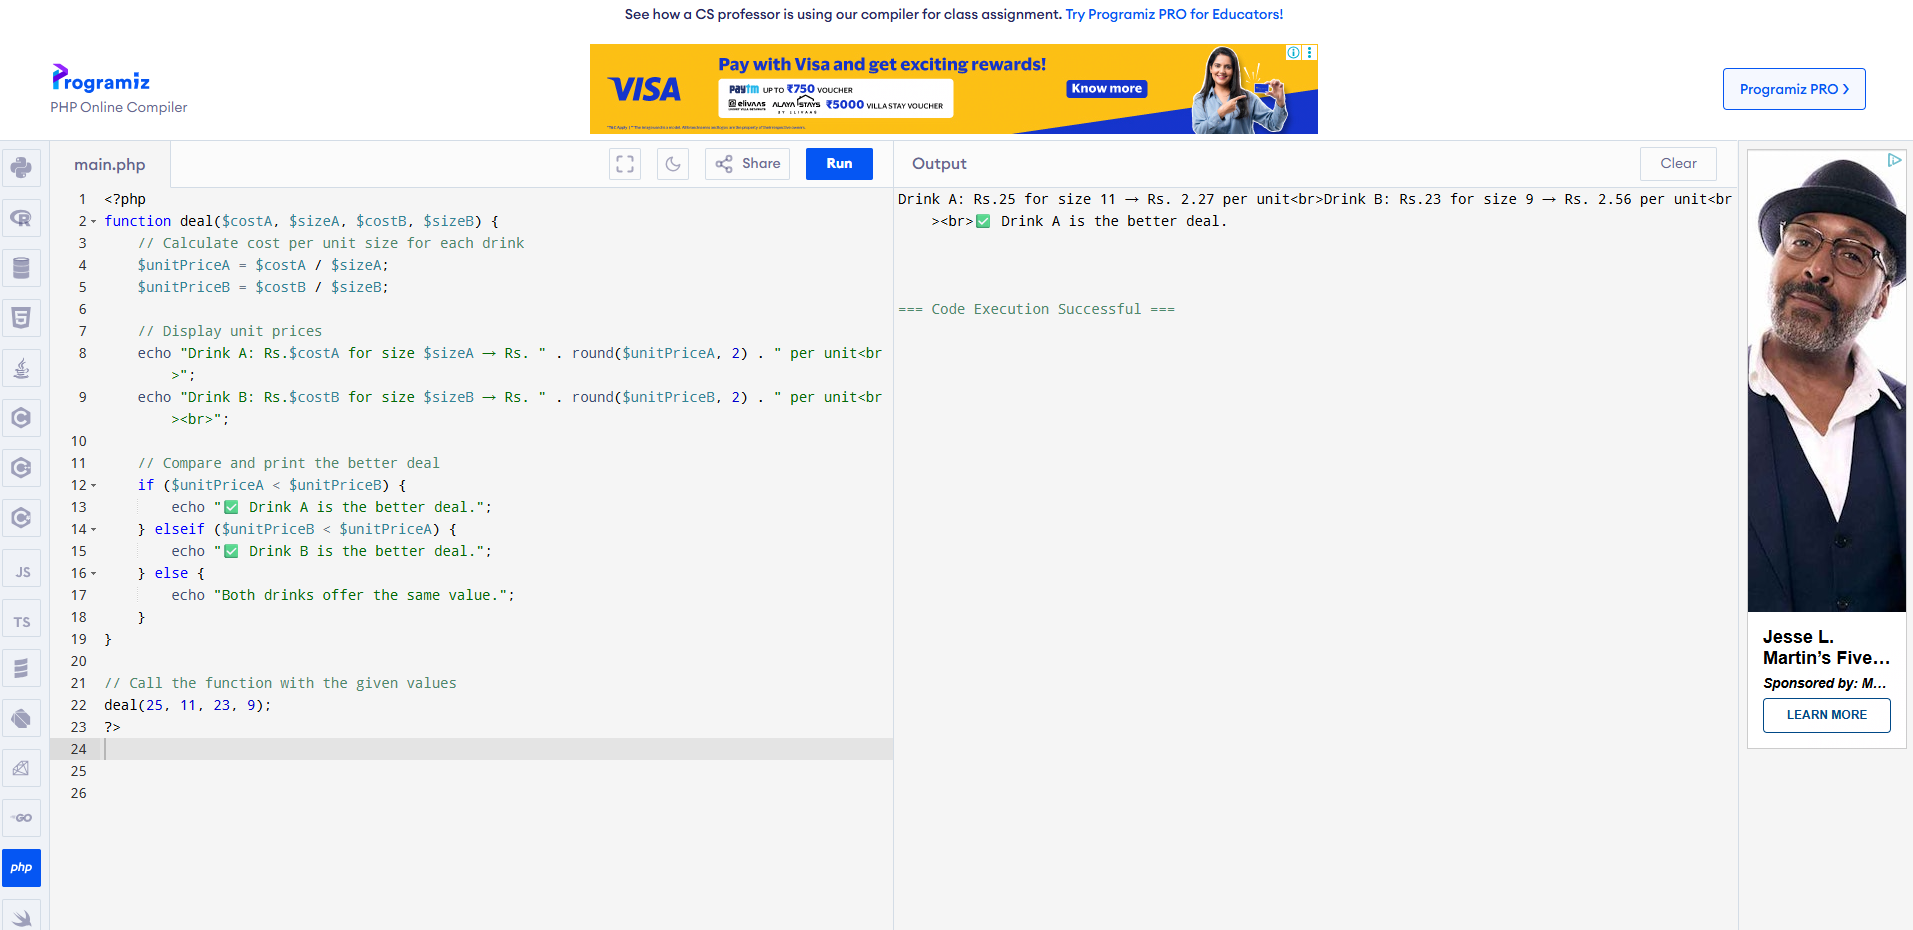 See how a CS professor is using our compiler for class assignment. Try Programiz PRO for Educators!
Programiz
PHP Online Compiler
VISA
Pay with Visa and get exciting rewards!
paytm UP TO ₹750 VOUCHER
elivaas ALAYA STAYS ₹5000 VILLA STAY VOUCHER
BY ELIVAAS
Know more
Programiz PRO >
main.php
Share
Run
Output
Clear
1 <?php
2 function deal($costA, $sizeA, $costB, $sizeB) {
3 // Calculate cost per unit size for each drink
4 $unitPriceA = $costA / $sizeA;
5 $unitPriceB = $costB / $sizeB;
6
7 // Display unit prices
8 echo "Drink A: Rs.$costA for size $sizeA → Rs. " . round($unitPriceA, 2) . " per unit<br
>";
9 echo "Drink B: Rs.$costB for size $sizeB → Rs. " . round($unitPriceB, 2) . " per unit<br
><br>";
10
11 // Compare and print the better deal
12 if ($unitPriceA < $unitPriceB) {
13 echo "✅ Drink A is the better deal.";
14 } elseif ($unitPriceB < $unitPriceA) {
15 echo "✅ Drink B is the better deal.";
16 } else {
17 echo "Both drinks offer the same value.";
18 }
19 }
20
21 // Call the function with the given values
22 deal(25, 11, 23, 9);
23 ?>
24
25
26
Drink A: Rs.25 for size 11 → Rs. 2.27 per unit<br>Drink B: Rs.23 for size 9 → Rs. 2.56 per unit<br
><br>✅ Drink A is the better deal.
=== Code Execution Successful ===
JS
TS
GO
php
Jesse L.
Martin's Five...
Sponsored by: M...
LEARN MORE